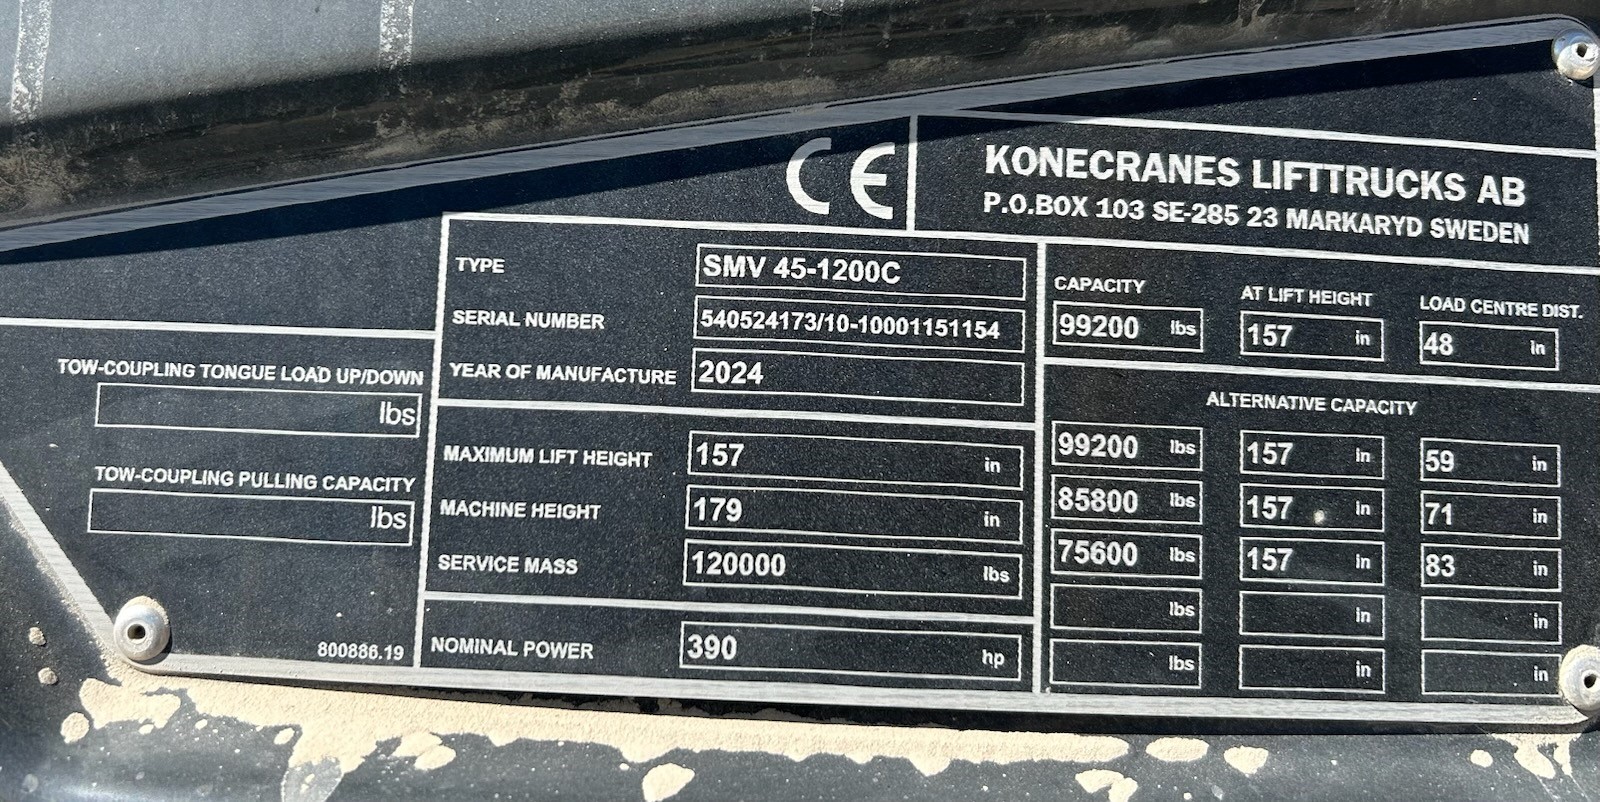 CE
KONECRANES LIFTTRUCKS AB
P.O.BOX 103 SE-285 23 MARKARYD SWEDEN
TOW-COUPLING TONGUE LOAD UP/DOWN
lbs
TOW-COUPLING PULLING CAPACITY
lbs
800886.19
TYPE SMV 45-1200C
SERIAL NUMBER 540524173/10-10001151154
YEAR OF MANUFACTURE 2024
MAXIMUM LIFT HEIGHT 157 in
MACHINE HEIGHT 179 in
SERVICE MASS 120000 lbs
NOMINAL POWER 390 hp
CAPACITY AT LIFT HEIGHT LOAD CENTRE DIST.
99200 lbs 157 in 48 in
ALTERNATIVE CAPACITY
99200 lbs 157 in 59 in
85800 lbs 157 in 71 in
75600 lbs 157 in 83 in
lbs in in
lbs in in